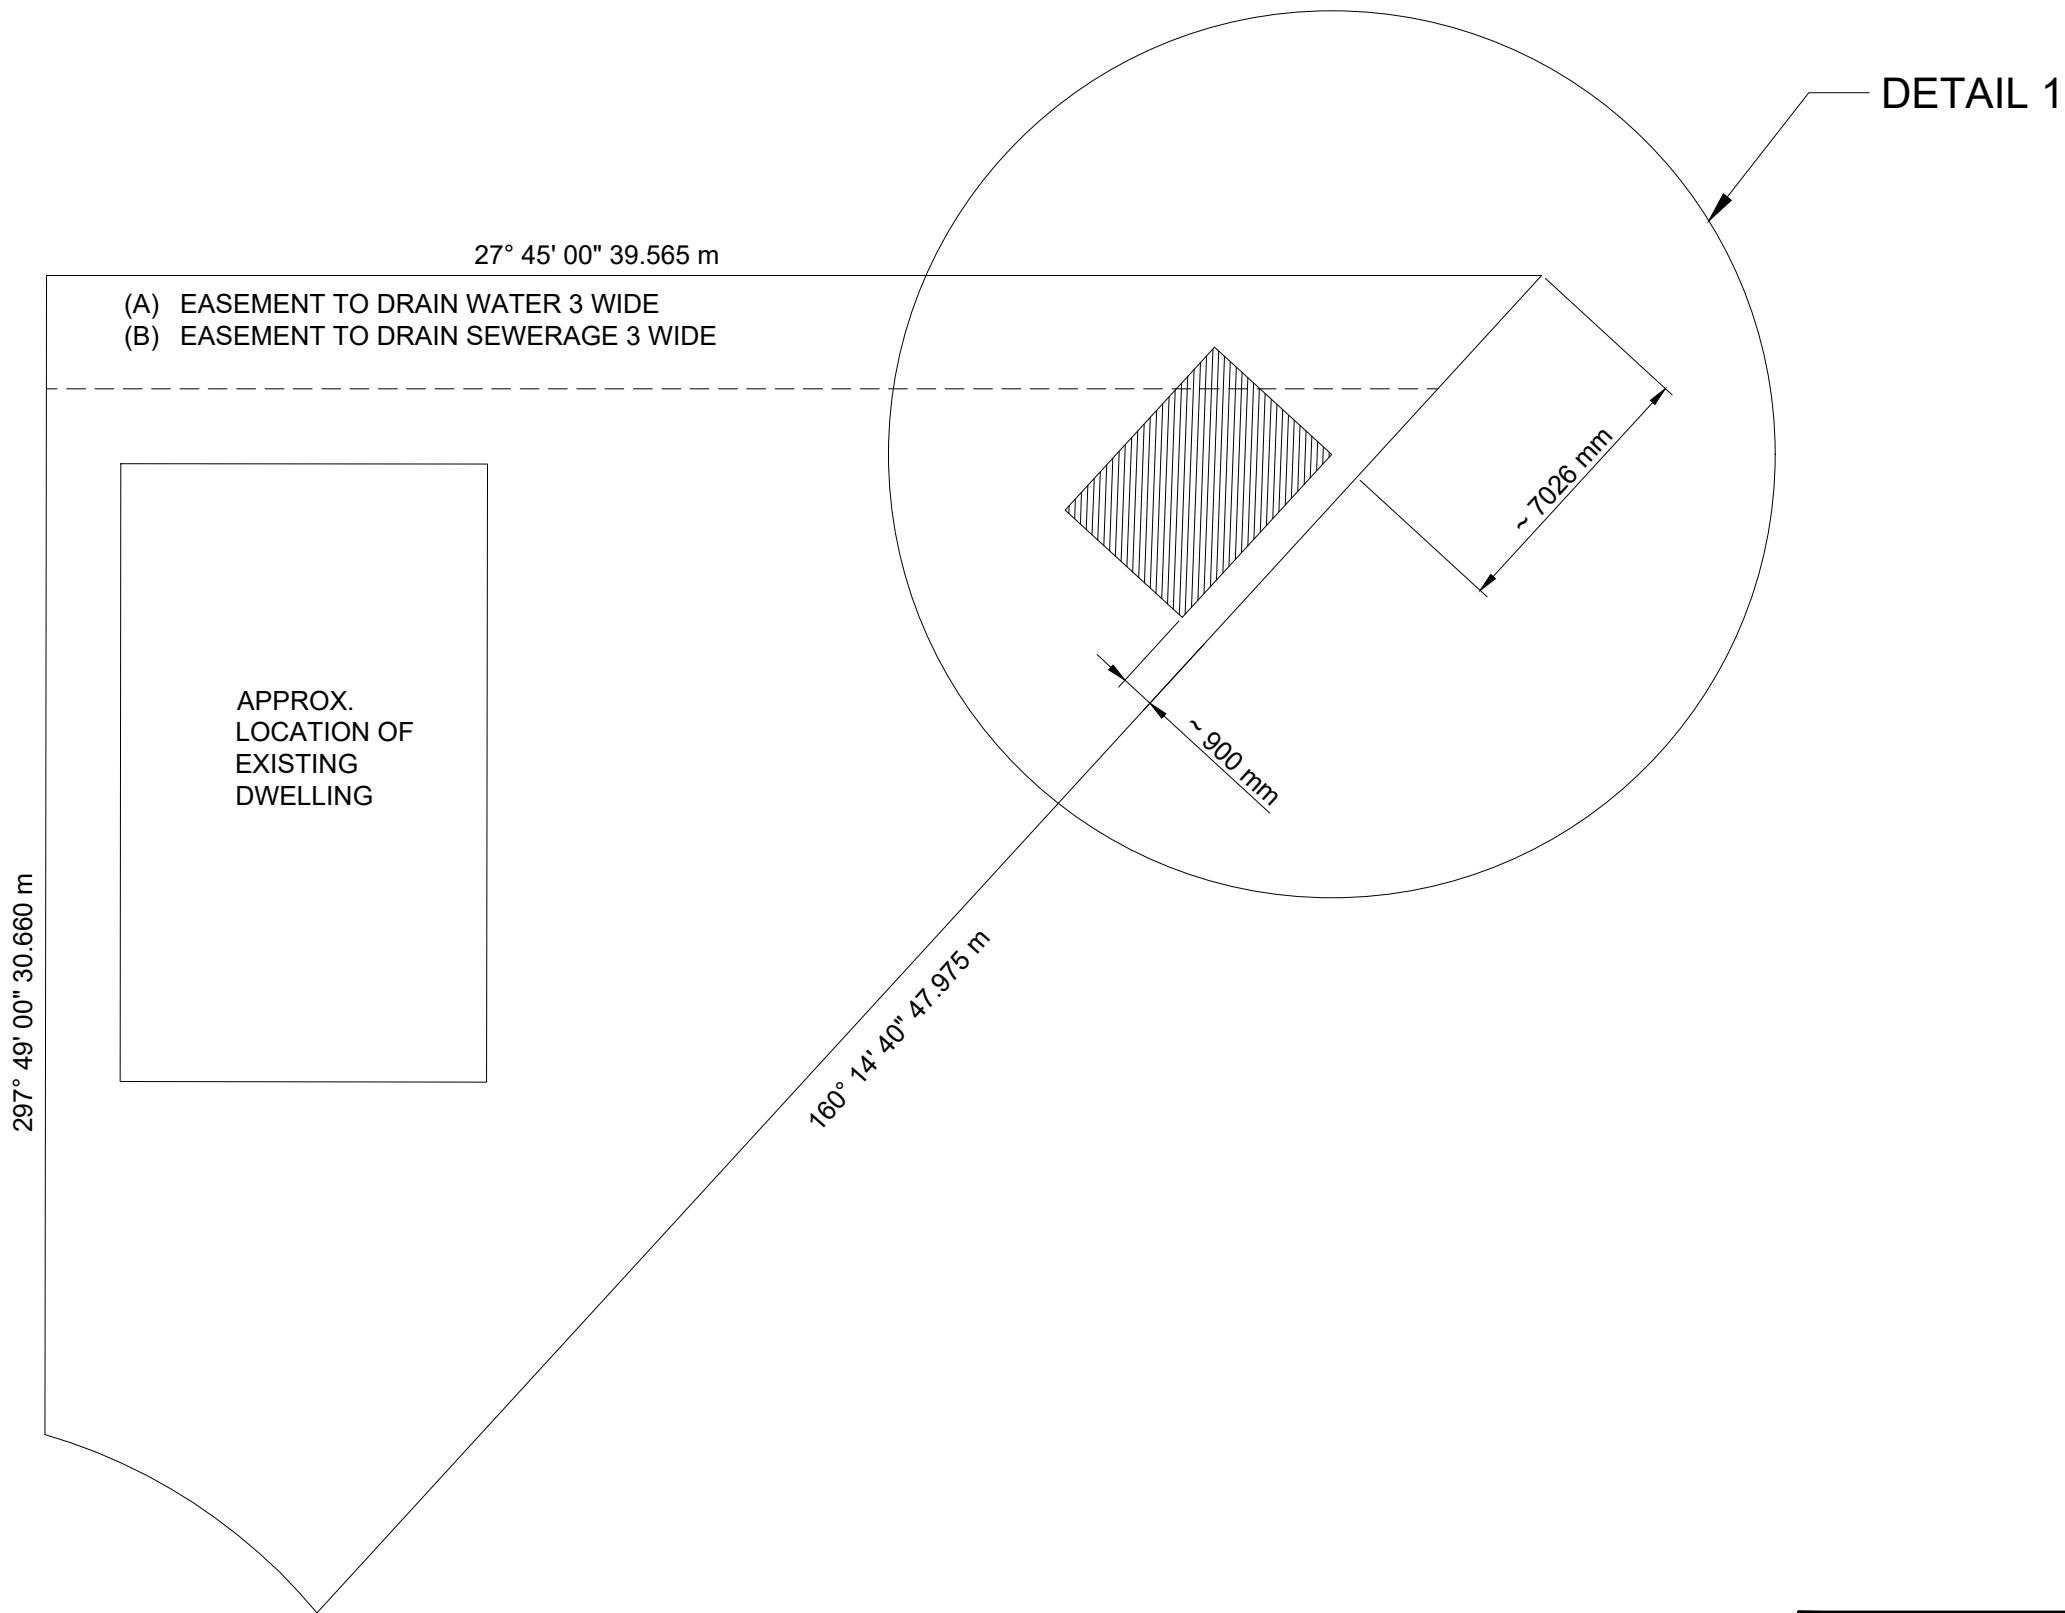 DETAIL 1
27° 45' 00" 39.565 m
(A) EASEMENT TO DRAIN WATER 3 WIDE
(B) EASEMENT TO DRAIN SEWERAGE 3 WIDE
~ 7026 mm
APPROX.
LOCATION OF
EXISTING
DWELLING
~ 900 mm
297° 49' 00" 30.660 m
160° 14' 40" 47.975 m